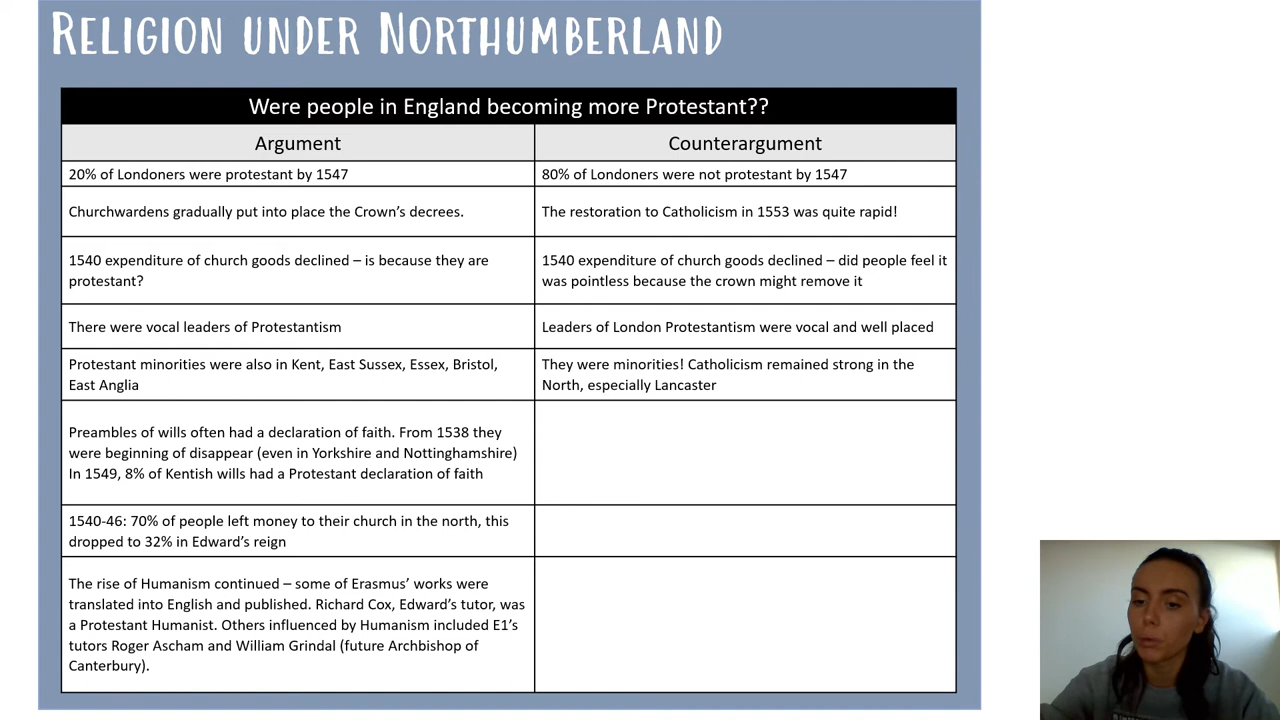 RELIGION UNDER NORTHUMBERLAND
Were people in England becoming more Protestant??
Argument
Counterargument
20% of Londoners were protestant by 1547
80% of Londoners were not protestant by 1547
Churchwardens gradually put into place the Crown's decrees.
The restoration to Catholicism in 1553 was quite rapid!
1540 expenditure of church goods declined – is because they are
protestant?
1540 expenditure of church goods declined – did people feel it
was pointless because the crown might remove it
There were vocal leaders of Protestantism
Leaders of London Protestantism were vocal and well placed
Protestant minorities were also in Kent, East Sussex, Essex, Bristol,
East Anglia
They were minorities! Catholicism remained strong in the
North, especially Lancaster
Preambles of wills often had a declaration of faith. From 1538 they
were beginning of disappear (even in Yorkshire and Nottinghamshire)
In 1549, 8% of Kentish wills had a Protestant declaration of faith
1540-46: 70% of people left money to their church in the north, this
dropped to 32% in Edward's reign
The rise of Humanism continued – some of Erasmus' works were
translated into English and published. Richard Cox, Edward's tutor, was
a Protestant Humanist. Others influenced by Humanism included E1's
tutors Roger Ascham and William Grindal (future Archbishop of
Canterbury).